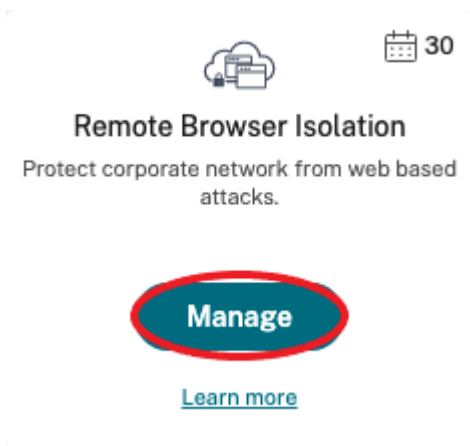 30
Remote Browser Isolation
Protect corporate network from web based
attacks.
Manage
Learn more